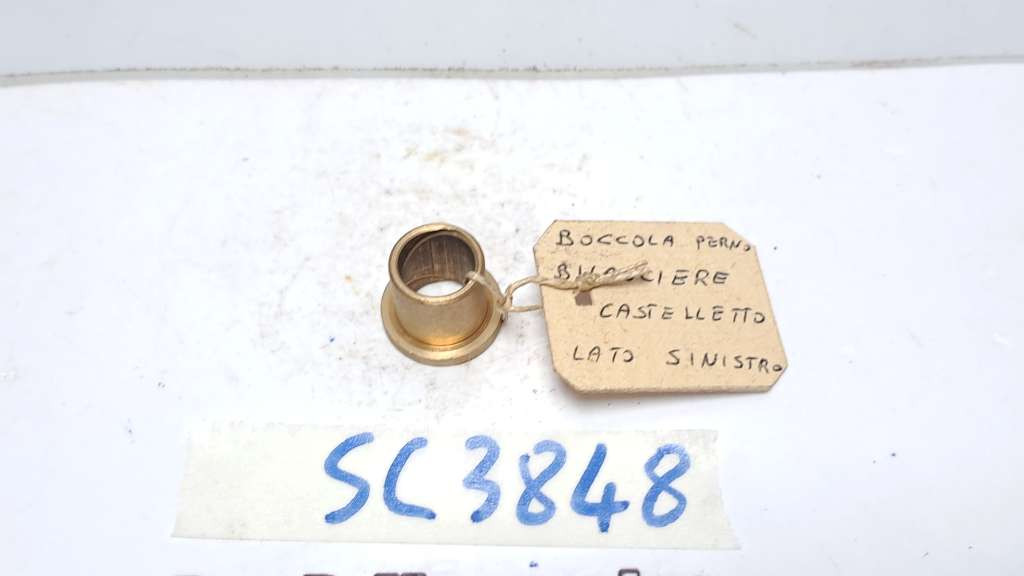 BOCCOLA PERNO
CASTELLETTO
LATO SINISTRO
SC3848